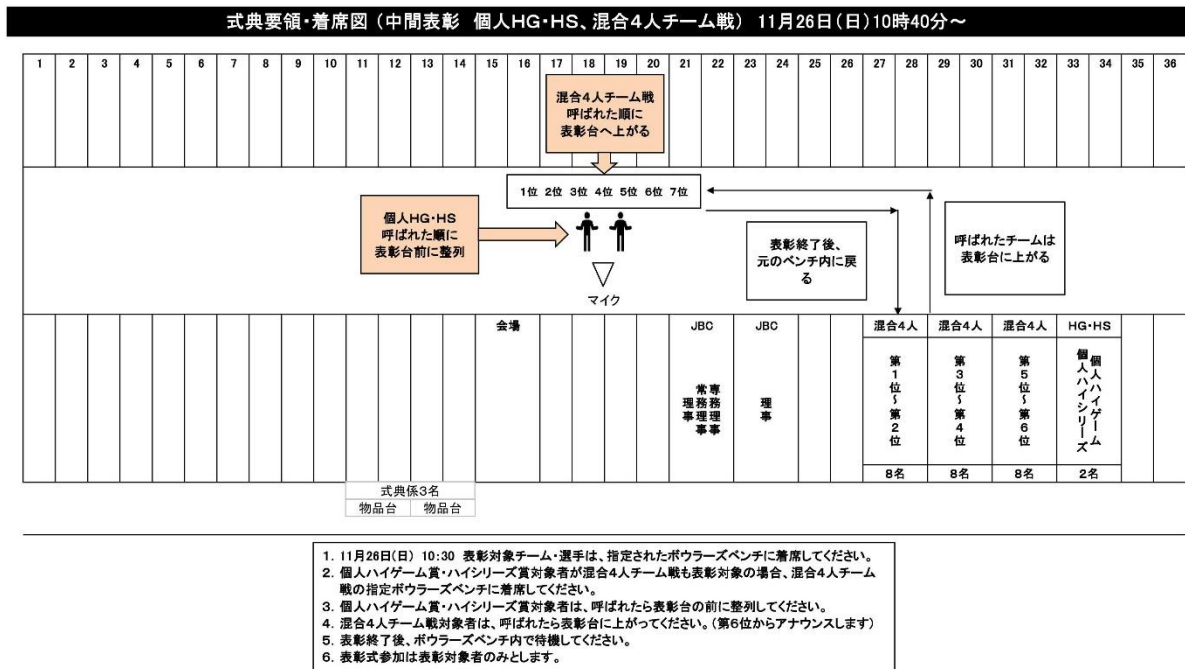 式典要領・着席図（中間表彰　個人HG・HS、混合4人チーム戦）　11月26日（日）10時40分～
1 2 3 4 5 6 7 8 9 10 11 12 13 14 15 16 17 18 19 20 21 22 23 24 25 26 27 28 29 30 31 32 33 34 35 36
混合4人チーム戦
呼ばれた順に
表彰台へ上がる
1位 2位 3位 4位 5位 6位 7位
個人HG・HS
呼ばれた順に
表彰台前に整列
マイク
表彰終了後、
元のベンチ内に戻
る
呼ばれたチームは
表彰台に上がる
会場
JBC
専務理事
常務理事
理事
JBC
理事
混合4人
第1位～第2位
8名
混合4人
第3位～第4位
8名
混合4人
第5位～第6位
8名
HG・HS
個人ハイゲーム
個人ハイシリーズ
2名
式典係3名
物品台 物品台
1. 11月26日（日） 10:30 表彰対象チーム・選手は、指定されたボウラーズベンチに着席してください。
2. 個人ハイゲーム賞・ハイシリーズ賞対象者が混合4人チーム戦も表彰対象の場合、混合4人チーム
戦の指定ボウラーズベンチに着席してください。
3. 個人ハイゲーム賞・ハイシリーズ賞対象者は、呼ばれたら表彰台の前に整列してください。
4. 混合4人チーム戦対象者は、呼ばれたら表彰台に上がってください。（第6位からアナウンスします）
5. 表彰終了後、ボウラーズベンチ内で待機してください。
6. 表彰式参加は表彰対象者のみとします。